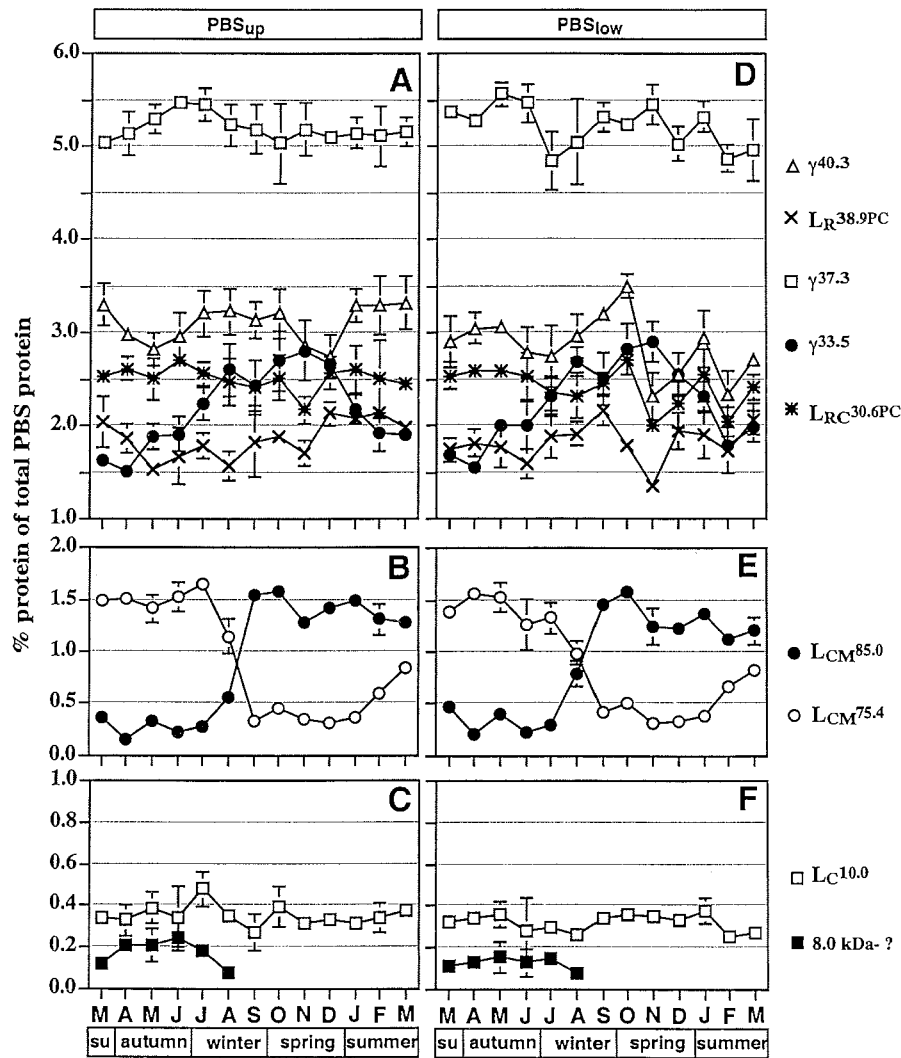 PBSup PBSlow
% protein of total PBS protein
A
6.0
5.0
4.0
3.0
2.0
1.0
D
γ40.3
LR38.9PC
γ37.3
γ33.5
LRC30.6PC
B
2.0
1.5
1.0
0.5
0.0
E
LCM85.0
LCM75.4
C
1.0
0.8
0.6
0.4
0.2
0.0
F
LC10.0
8.0 kDa- ?
M A M J J A S O N D J F M M A M J J A S O N D J F M
su autumn winter spring summer su autumn winter spring summer